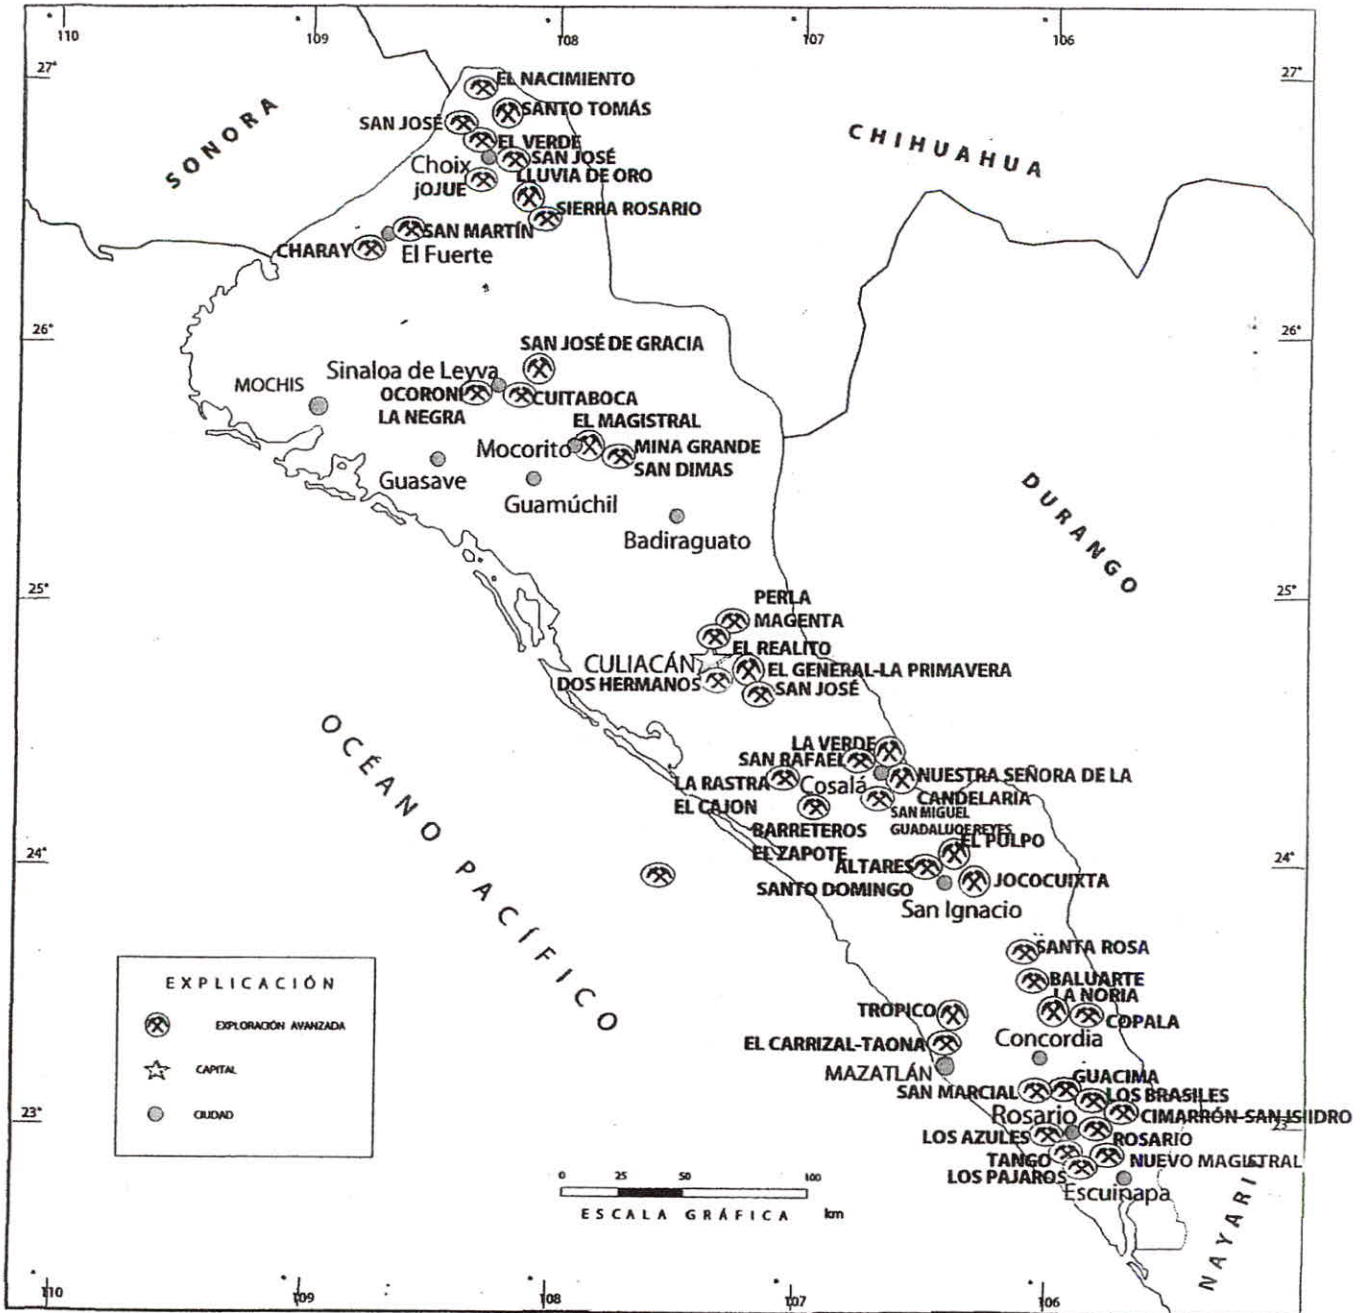 110
109
108
107
106
27°
27°
EL NACIMIENTO
SANTO TOMÁS
SAN JOSÉ
EL VERDE
SONORA
CHIHUAHUA
Choix
SAN JOSÉ
JOJUE
LLUVIA DE ORO
SIERRA ROSARIO
SAN MARTÍN
CHARAY
El Fuerte
26°
26°
SAN JOSÉ DE GRACIA
Sinaloa de Leyva
MOCHIS
OCORONI
CUITABOCA
LA NEGRA
EL MAGISTRAL
Mocorito
MINA GRANDE
SAN DIMAS
Guasave
Guamúchil
DURANGO
Badiraguato
25°
25°
PERLA
MAGENTA
EL REALITO
CULIACÁN
EL GENERAL-LA PRIMAVERA
DOS HERMANOS
SAN JOSÉ
OCÉANO PACÍFICO
LA VERDE
SAN RAFAEL
NUESTRA SEÑORA DE LA
CANDELARIA
LA RASTRA
Cosalá
EL CAJON
SAN MIGUEL
GUADALUOEREYES
BARRETEROS
EL PULPO
EL ZAPOTE
24°
24°
ALTARES
JOCOCUIXTA
SANTO DOMINGO
San Ignacio
SANTA ROSA
BALUARTE
LA NORIA
TROPICO
COPALA
Concordia
EL CARRIZAL-TAONA
MAZATLÁN
GUACIMA
SAN MARCIAL
LOS BRASILES
Rosario
CIMARRÓN-SAN ISIDRO
23°
23
LOS AZULES
ROSARIO
TANGO
NUEVO MAGISTRAL
LOS PAJAROS
Escuinapa
NAYARIT
EXPLICACIÓN
EXPLORACIÓN AVANZADA
CAPITAL
CIUDAD
0 25 50 100
ESCALA GRÁFICA km
110
109
108
107
106